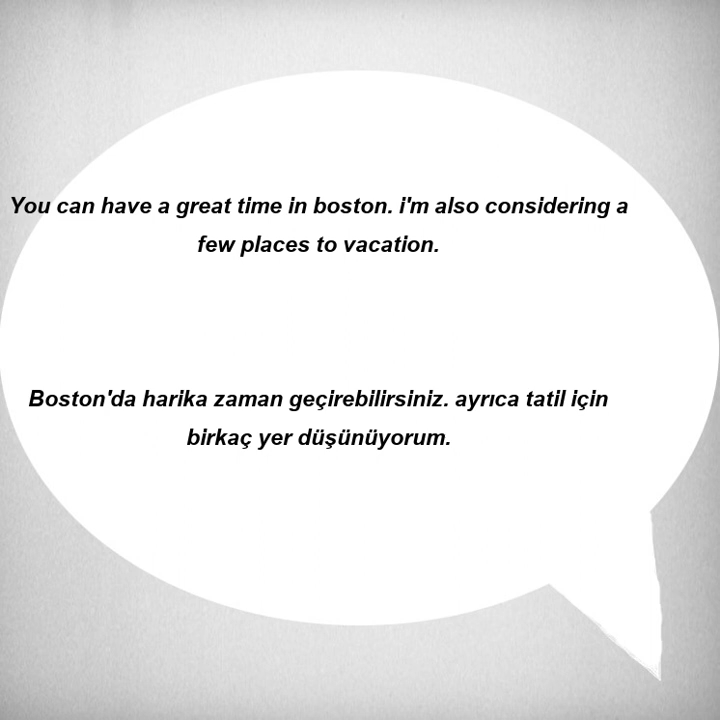 You can have a great time in boston. i'm also considering a
few places to vacation.
Boston'da harika zaman geçirebilirsiniz. ayrıca tatil için
birkaç yer düşünüyorum.